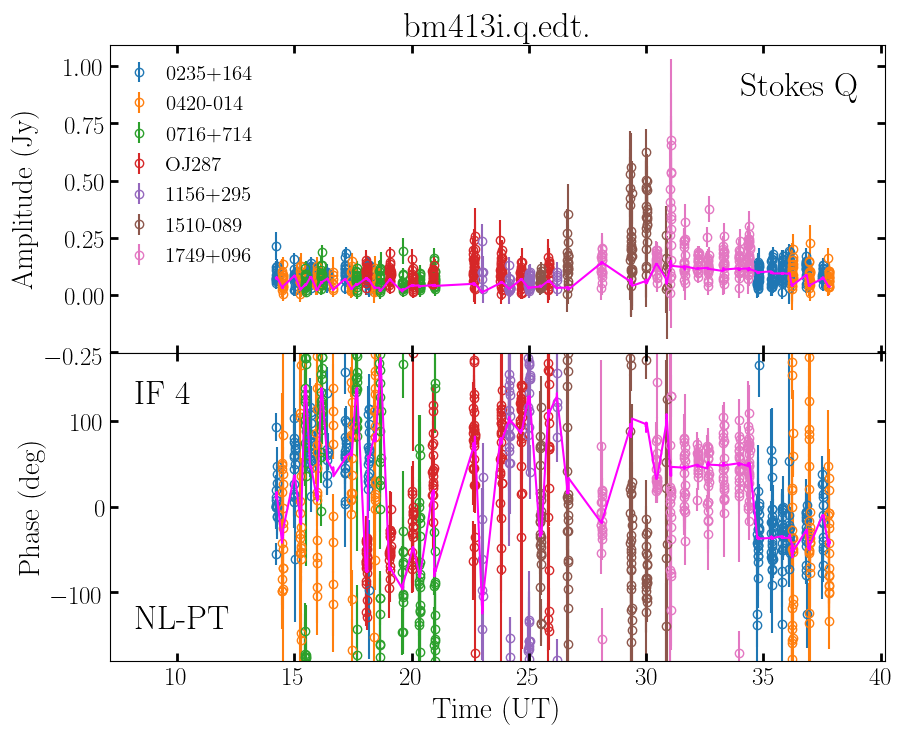 bm413i.q.edt.
Stokes Q
0235+164
0420-014
0716+714
OJ287
1156+295
1510-089
1749+096
Amplitude (Jy)
1.00
0.75
0.50
0.25
0.00
−0.25
IF 4
NL-PT
Phase (deg)
100
0
−100
10 15 20 25 30 35 40
Time (UT)